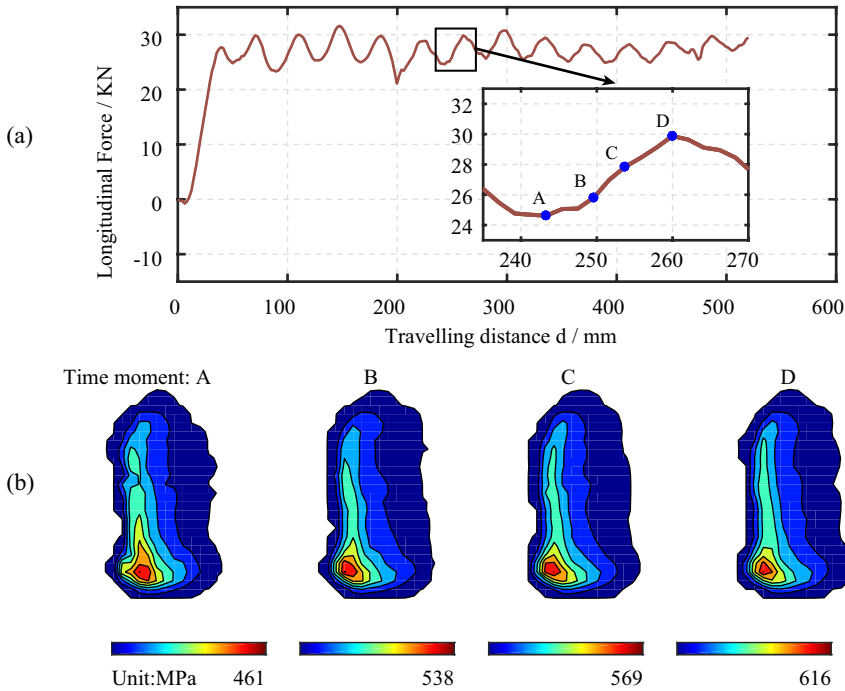 (a)
Longitudinal Force / KN
30
20
10
0
-10
0 100 200 300 400 500 600
Travelling distance d / mm
32
30
28
26
24
240 250 260 270
A
B
C
D
(b)
Time moment: A B C D
Unit:MPa 461 538 569 616